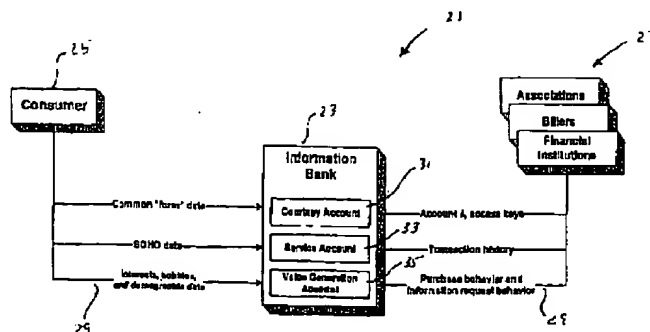 21
25
Consumer
23
Associations
Billers
Financial
Institutions
Information
Bank
31
Common "form" data
Courtesy Account
Account & access keys
33
SOHO data
Service Account
Transaction history
35
Interests, hobbies,
and demographic data
Value Generation
Account
Purchase behavior and
information request behavior
29